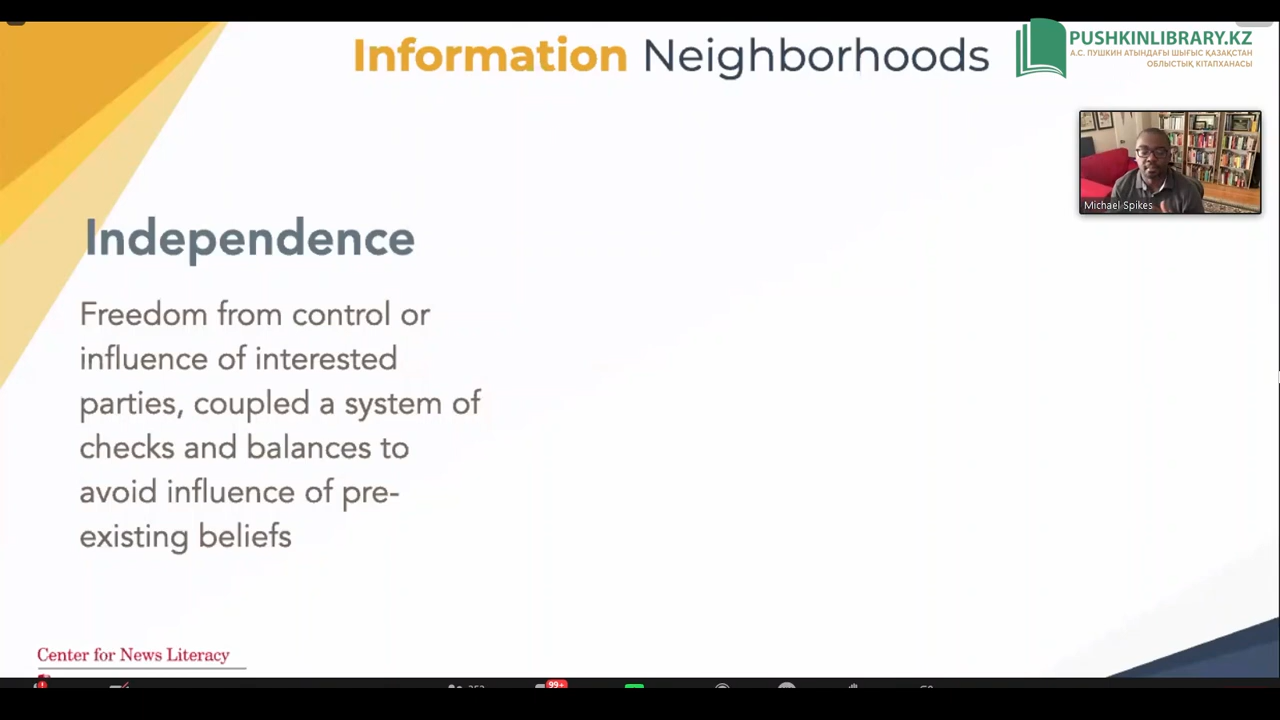 Information Neighborhoods
PUSHKINLIBRARY.KZ
А.С. ПУШКИН АТЫНДАҒЫ ШЫҒЫС ҚАЗАҚСТАН
ОБЛЫСТЫҚ КІТАПХАНАСЫ
Michael Spikes
Independence
Freedom from control or
influence of interested
parties, coupled a system of
checks and balances to
avoid influence of pre-
existing beliefs
Center for News Literacy
99+